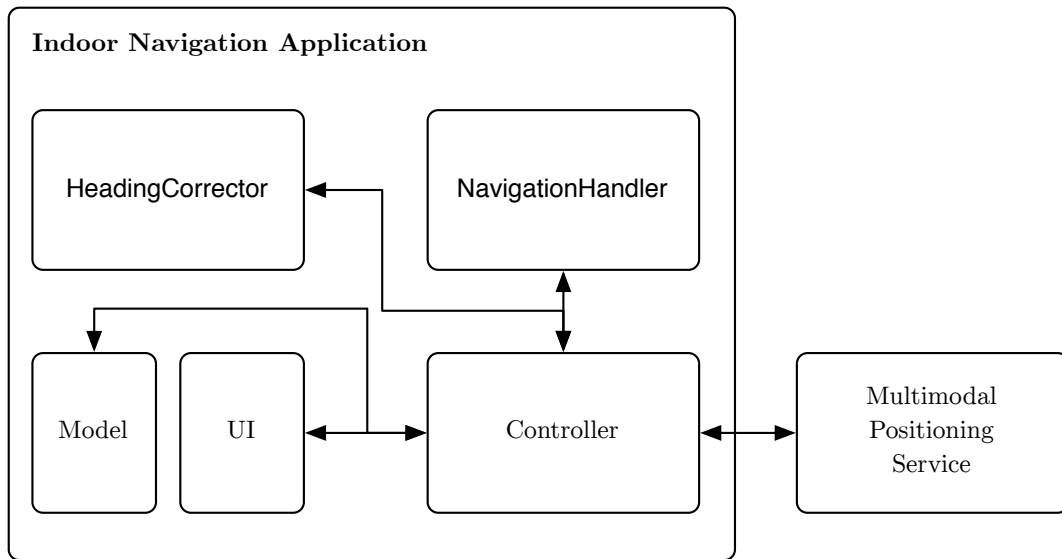 Indoor Navigation Application
HeadingCorrector
NavigationHandler
Model
UI
Controller
Multimodal
Positioning
Service